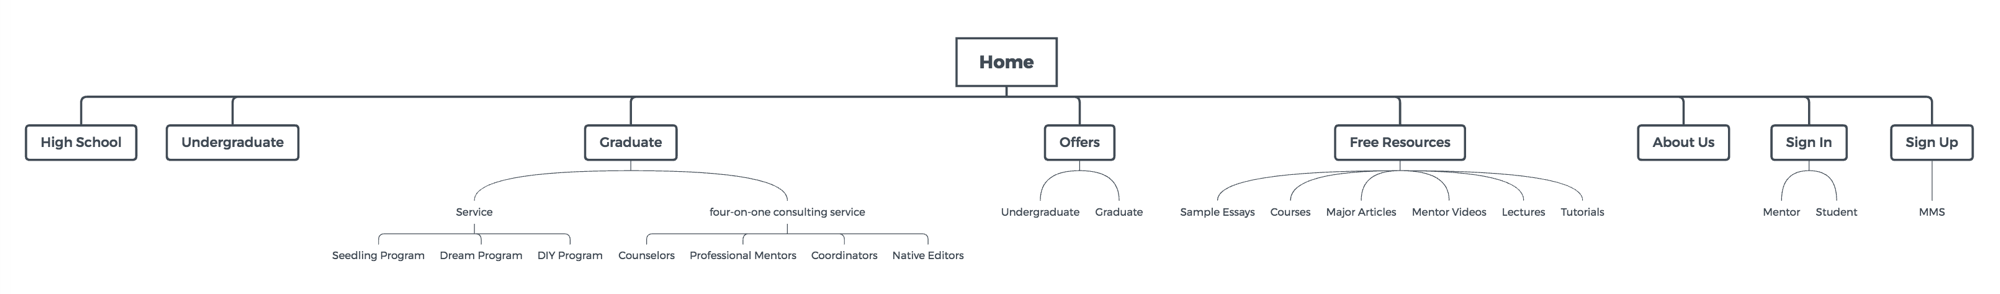 Home
High School
Undergraduate
Graduate
Offers
Free Resources
About Us
Sign In
Sign Up
Service
four-on-one consulting service
Undergraduate
Graduate
Sample Essays
Courses
Major Articles
Mentor Videos
Lectures
Tutorials
Mentor
Student
MMS
Seedling Program
Dream Program
DIY Program
Counselors
Professional Mentors
Coordinators
Native Editors